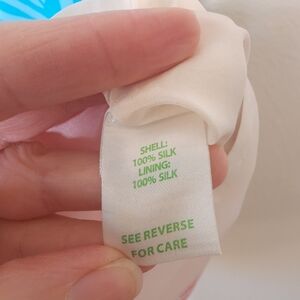 SHELL:
100% SILK
LINING:
100% SILK
SEE REVERSE
FOR CARE